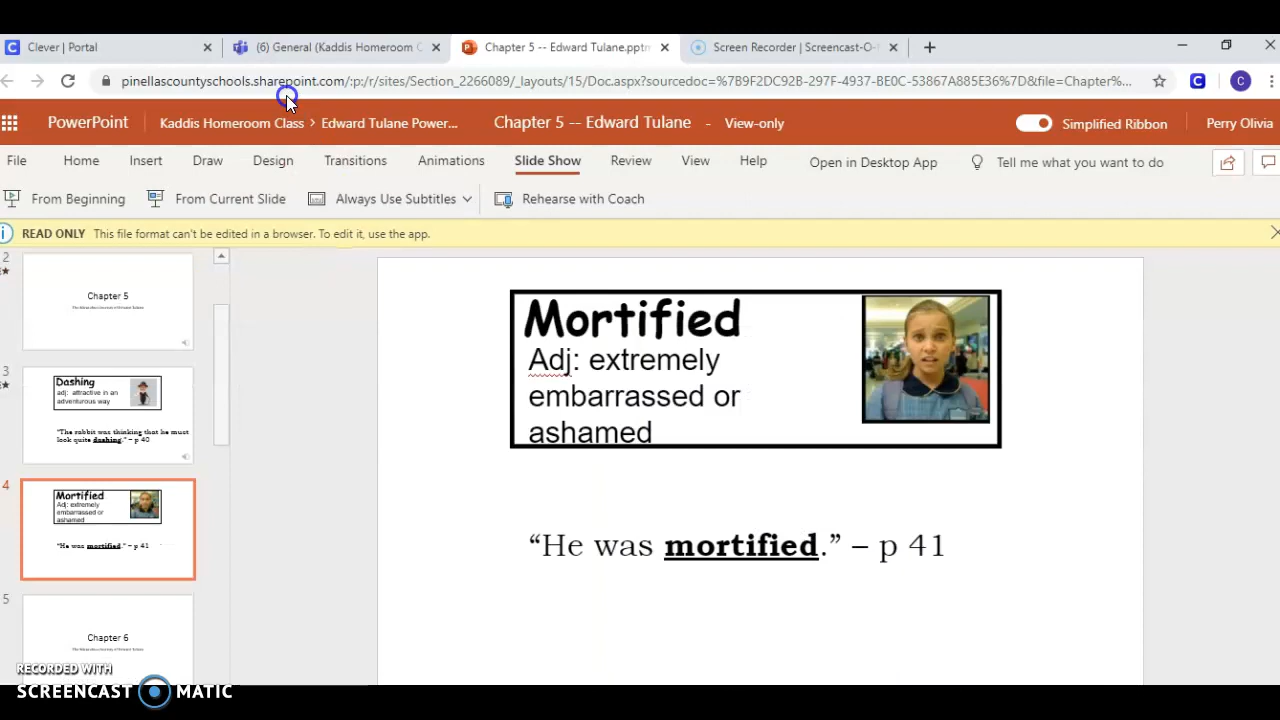 Clever | Portal
(6) General (Kaddis Homeroom C
Chapter 5 -- Edward Tulane.pptm
Screen Recorder | Screencast-O-
pinellascountyschools.sharepoint.com/:p:/r/sites/Section_2266089/_layouts/15/Doc.aspx?sourcedoc=%7B9F2DC92B-297F-4937-BE0C-53867A885E36%7D&file=Chapter%...
PowerPoint Kaddis Homeroom Class > Edward Tulane Power... Chapter 5 -- Edward Tulane - View-only Simplified Ribbon Perry Olivia
File Home Insert Draw Design Transitions Animations Slide Show Review View Help Open in Desktop App Tell me what you want to do
From Beginning From Current Slide Always Use Subtitles Rehearse with Coach
READ ONLY This file format can't be edited in a browser. To edit it, use the app.
2
Chapter 5
3
Dashing
adj: attractive in an
adventurous way
“The rabbit was thinking that he must
look quite dashing.” – p 40
4
Mortified
Adj: extremely
embarrassed or
ashamed
“He was mortified.” – p 41
5
Chapter 6
Mortified
Adj: extremely
embarrassed or
ashamed
“He was mortified.” – p 41
RECORDED WITH
SCREENCAST MATIC